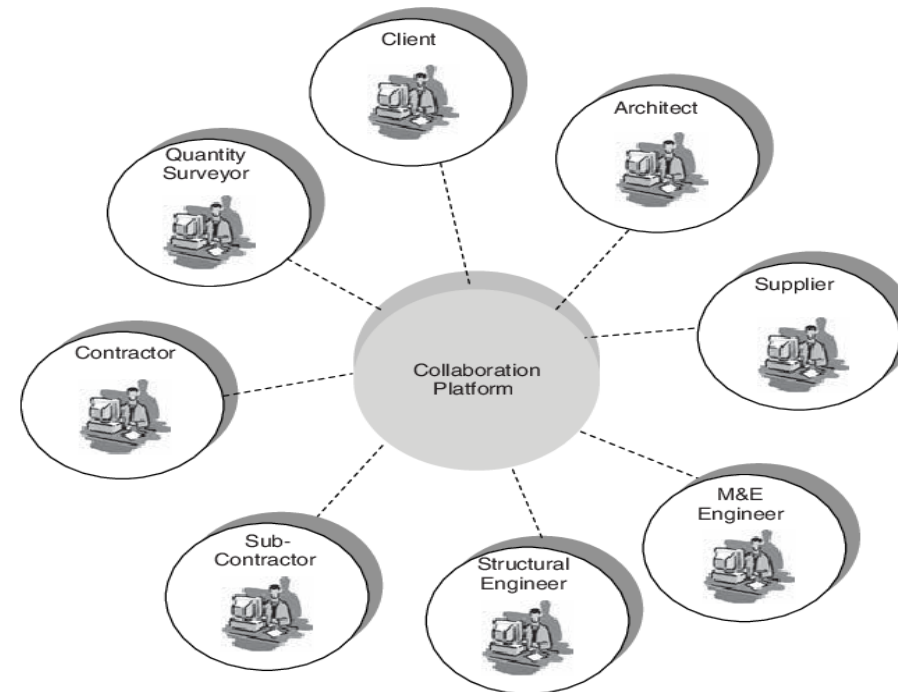 Client
Architect
Quantity
Surveyor
Supplier
Contractor
Collaboration
Platform
M&E
Engineer
Sub-
Contractor
Structural
Engineer